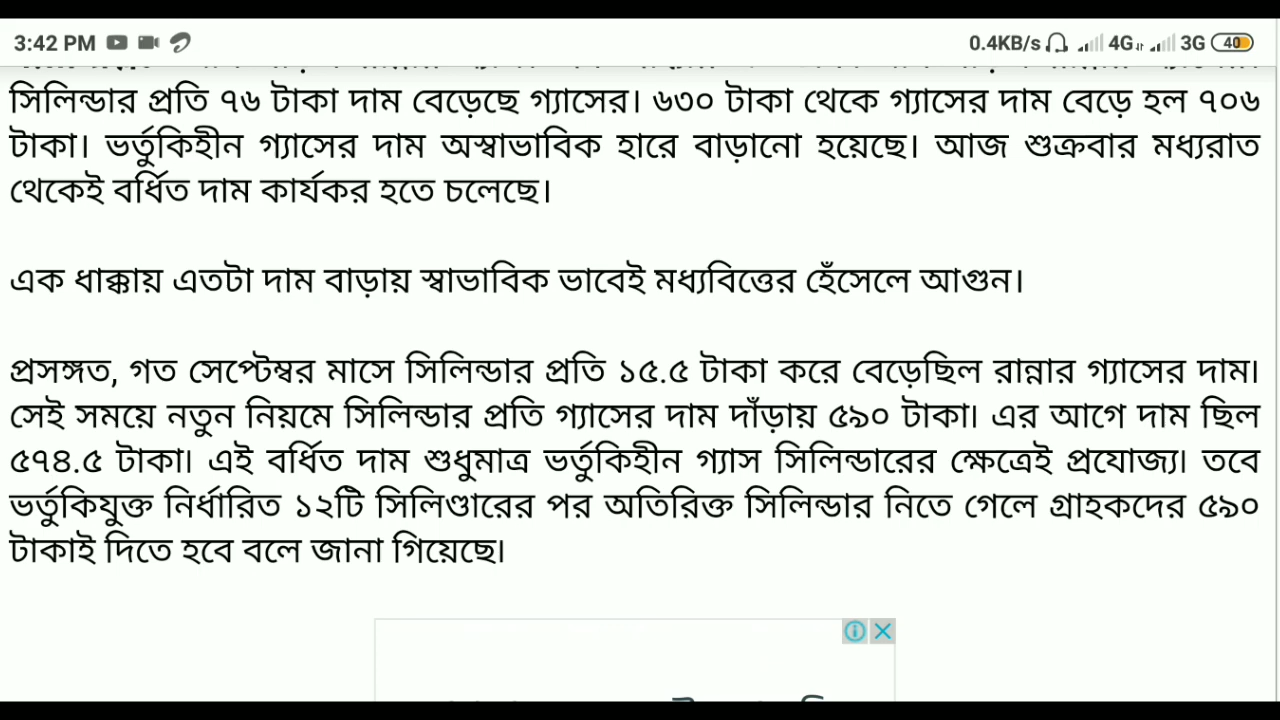 3:42 PM 0.4KB/s 4G 3G 40
সিলিন্ডার প্রতি ৭৬ টাকা দাম বেড়েছে গ্যাসের। ৬৩০ টাকা থেকে গ্যাসের দাম বেড়ে হল ৭০৬
টাকা। ভর্তুকিহীন গ্যাসের দাম অস্বাভাবিক হারে বাড়ানো হয়েছে। আজ শুক্রবার মধ্যরাত
থেকেই বর্ধিত দাম কার্যকর হতে চলেছে।
এক ধাক্কায় এতটা দাম বাড়ায় স্বাভাবিক ভাবেই মধ্যবিত্তের হেঁসেলে আগুন।
প্রসঙ্গত, গত সেপ্টেম্বর মাসে সিলিন্ডার প্রতি ১৫.৫ টাকা করে বেড়েছিল রান্নার গ্যাসের দাম।
সেই সময়ে নতুন নিয়মে সিলিন্ডার প্রতি গ্যাসের দাম দাঁড়ায় ৫৯০ টাকা। এর আগে দাম ছিল
৫৭৪.৫ টাকা। এই বর্ধিত দাম শুধুমাত্র ভর্তুকিহীন গ্যাস সিলিন্ডারের ক্ষেত্রেই প্রযোজ্য। তবে
ভর্তুকিযুক্ত নির্ধারিত ১২টি সিলিণ্ডারের পর অতিরিক্ত সিলিন্ডার নিতে গেলে গ্রাহকদের ৫৯০
টাকাই দিতে হবে বলে জানা গিয়েছে।